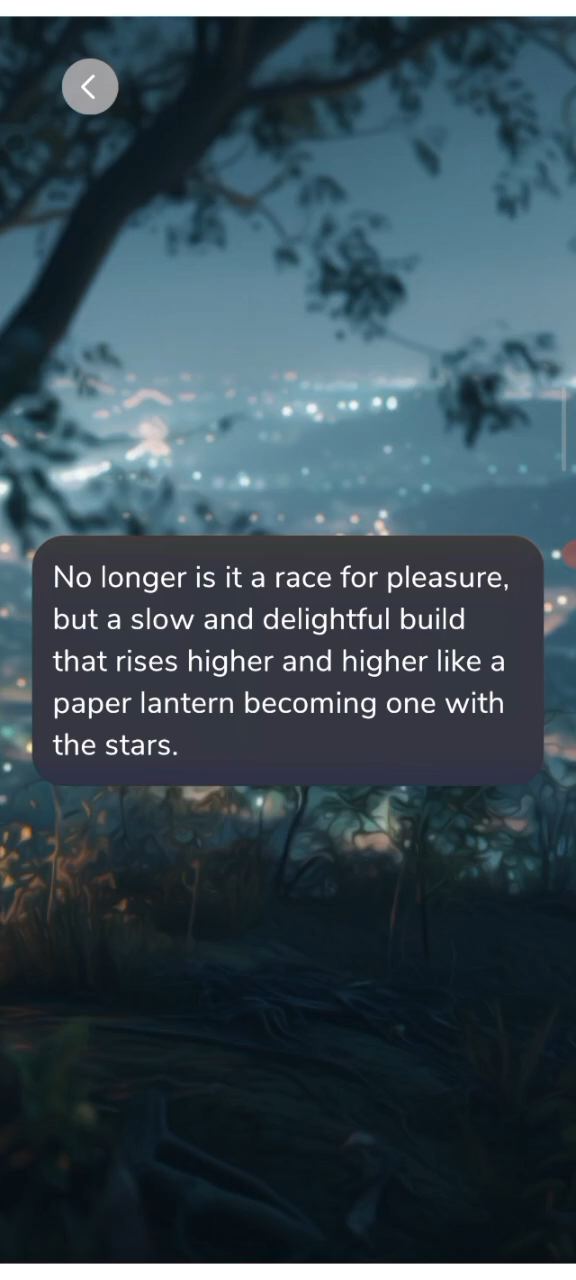 No longer is it a race for pleasure,
but a slow and delightful build
that rises higher and higher like a
paper lantern becoming one with
the stars.